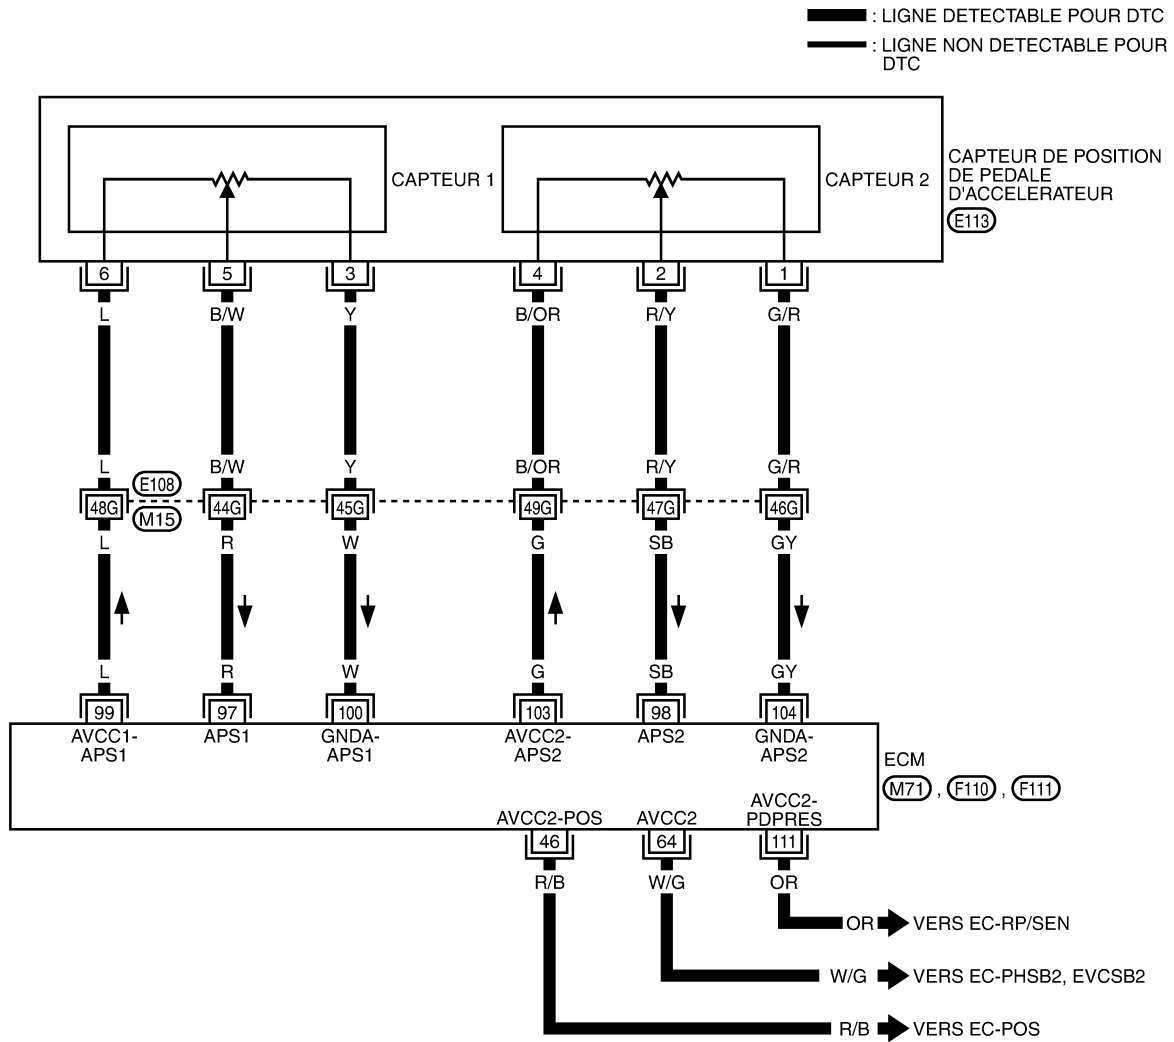 : LIGNE DETECTABLE POUR DTC
: LIGNE NON DETECTABLE POUR
DTC
CAPTEUR 1
CAPTEUR 2
CAPTEUR DE POSITION
DE PEDALE
D'ACCELERATEUR
E113
6 5 3 4 2 1
L B/W Y B/OR R/Y G/R
L B/W Y B/OR R/Y G/R
E108
48G 44G 45G 49G 47G 46G
M15
L R W G SB GY
L R W G SB GY
99 97 100 103 98 104
AVCC1-
APS1
APS1
GNDA-
APS1
AVCC2-
APS2
APS2
GNDA-
APS2
ECM
M71 , F110 , F111
AVCC2-POS
AVCC2
AVCC2-
PDPRES
46 64 111
R/B W/G OR
OR VERS EC-RP/SEN
W/G VERS EC-PHSB2, EVCSB2
R/B VERS EC-POS